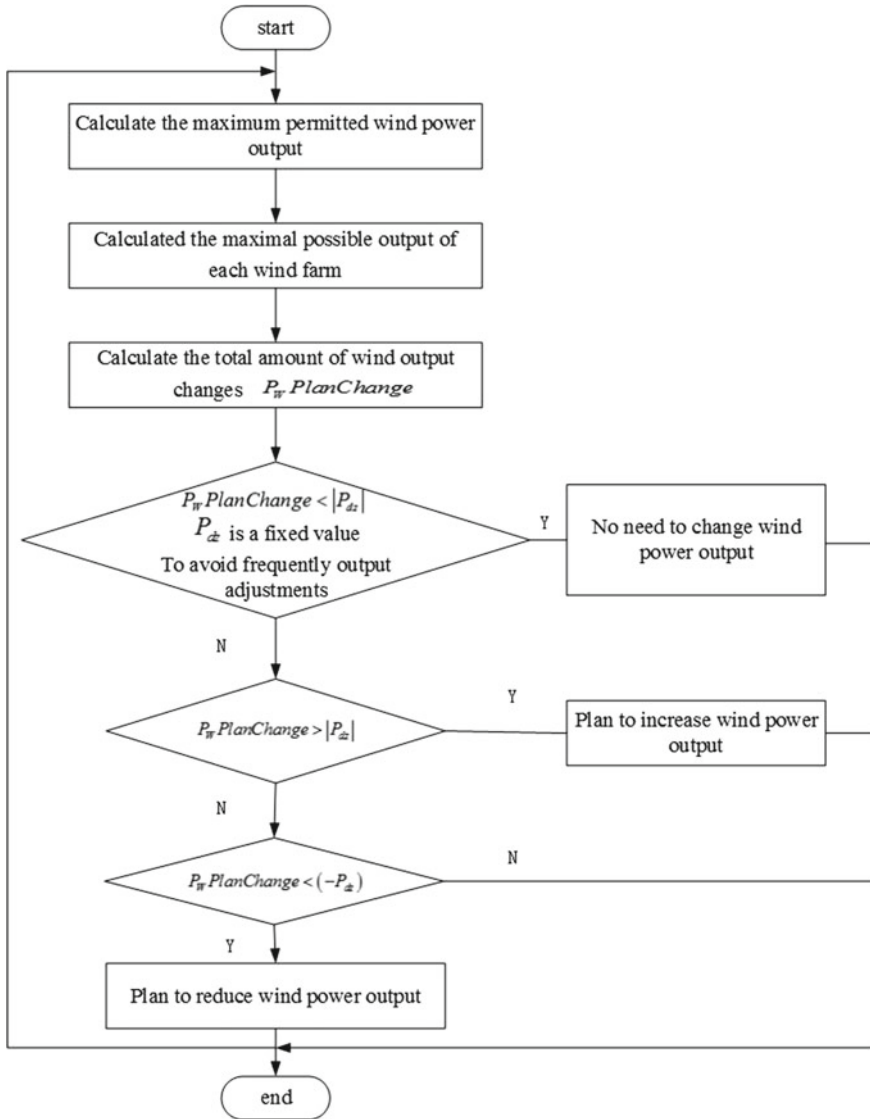 start
Calculate the maximum permitted wind power
output
Calculated the maximal possible output of
each wind farm
Calculate the total amount of wind output
changes P_W PlanChange
P_W PlanChange < |P_dz|
P_dz is a fixed value
To avoid frequently output
adjustments
Y
No need to change wind
power output
N
P_W PlanChange > |P_dz|
Y
Plan to increase wind power
output
N
P_W PlanChange < (−P_dz)
N
Y
Plan to reduce wind power output
end